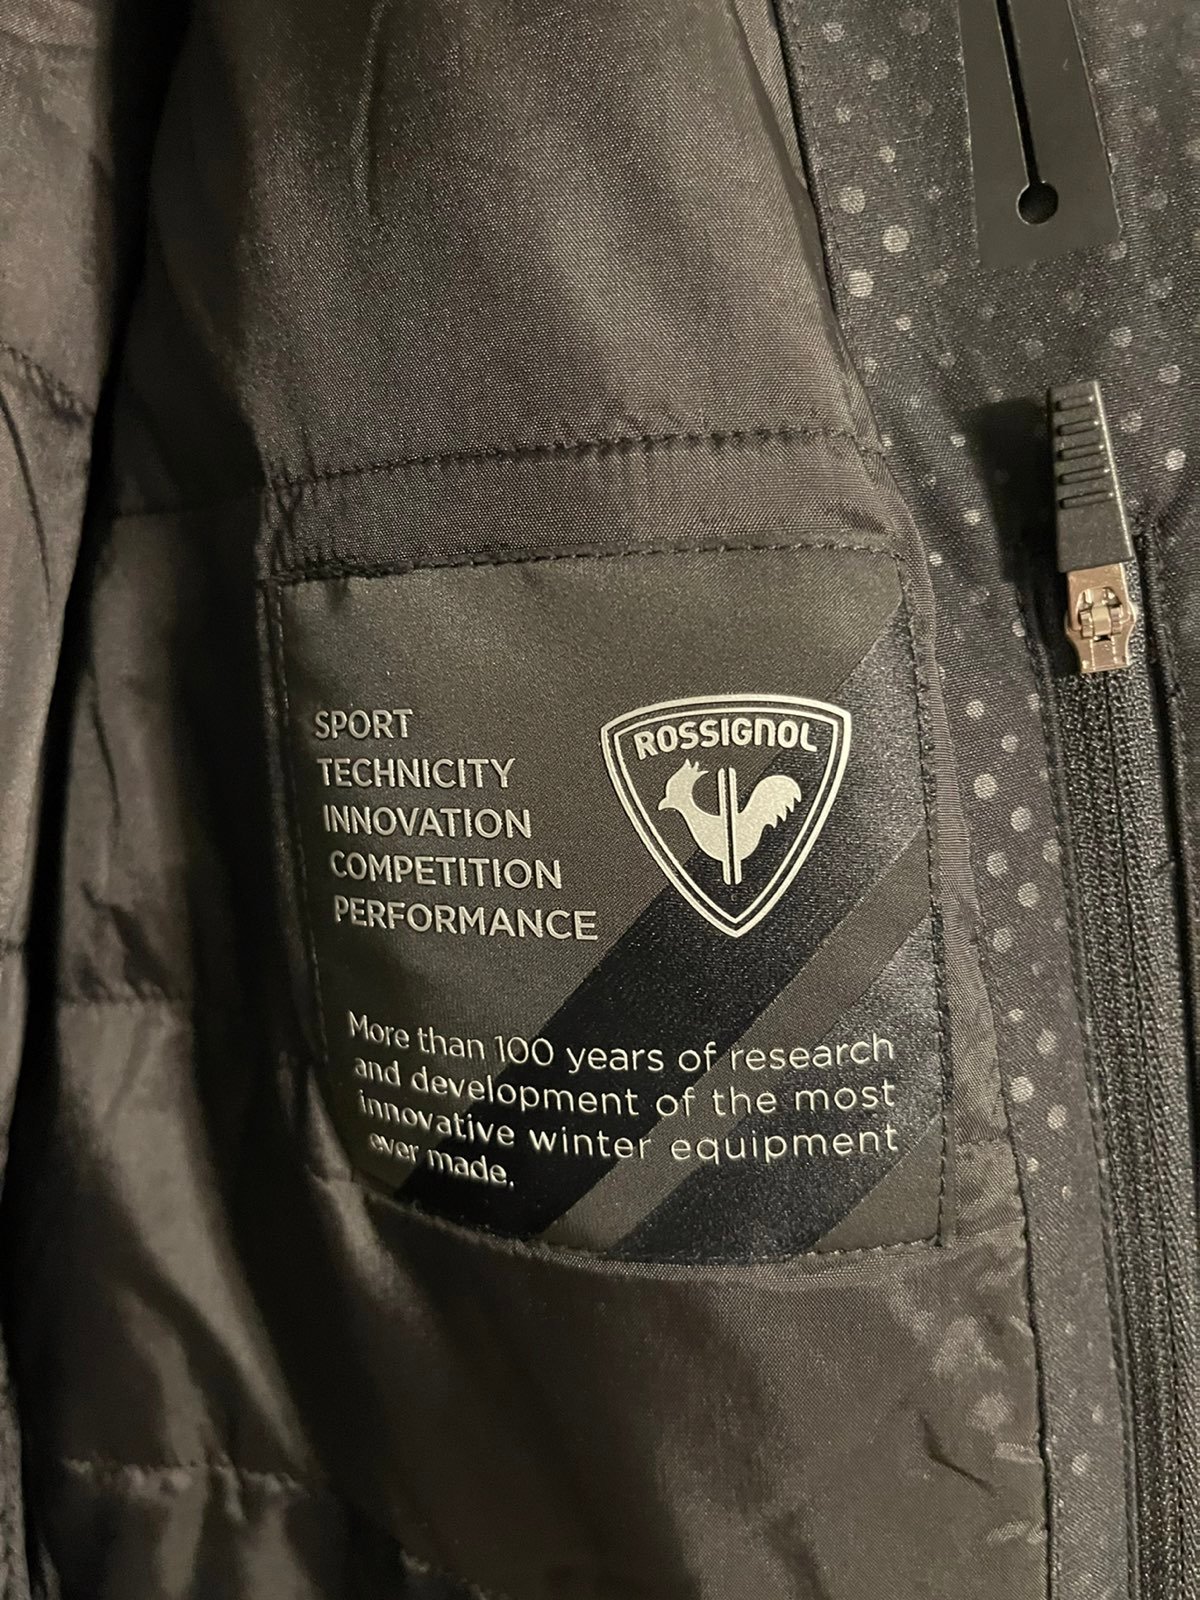 SPORT
TECHNICITY
INNOVATION
COMPETITION
PERFORMANCE
ROSSIGNOL
More than 100 years of research
and development of the most
innovative winter equipment
ever made.